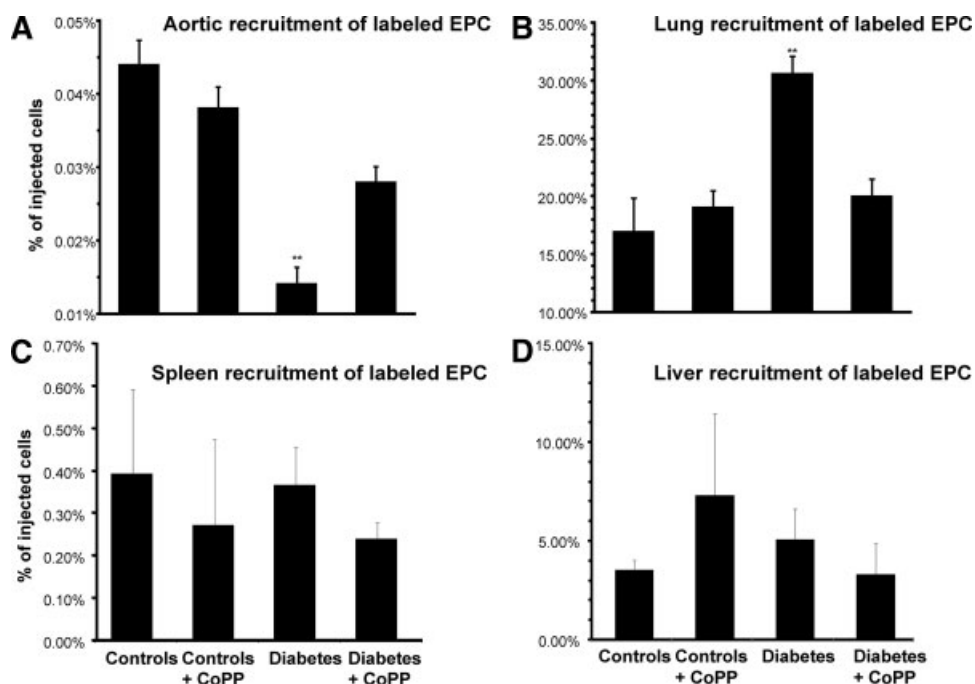 A
Aortic recruitment of labeled EPC
% of injected cells
0.05%
0.04%
0.03%
0.02%
0.01%
**
B
Lung recruitment of labeled EPC
35.00%
30.00%
25.00%
20.00%
15.00%
10.00%
**
C
Spleen recruitment of labeled EPC
% of injected cells
0.70%
0.60%
0.50%
0.40%
0.30%
0.20%
0.10%
0.00%
Controls Controls Diabetes Diabetes
+ CoPP + CoPP
D
Liver recruitment of labeled EPC
15.00%
10.00%
5.00%
0.00%
Controls Controls Diabetes Diabetes
+ CoPP + CoPP